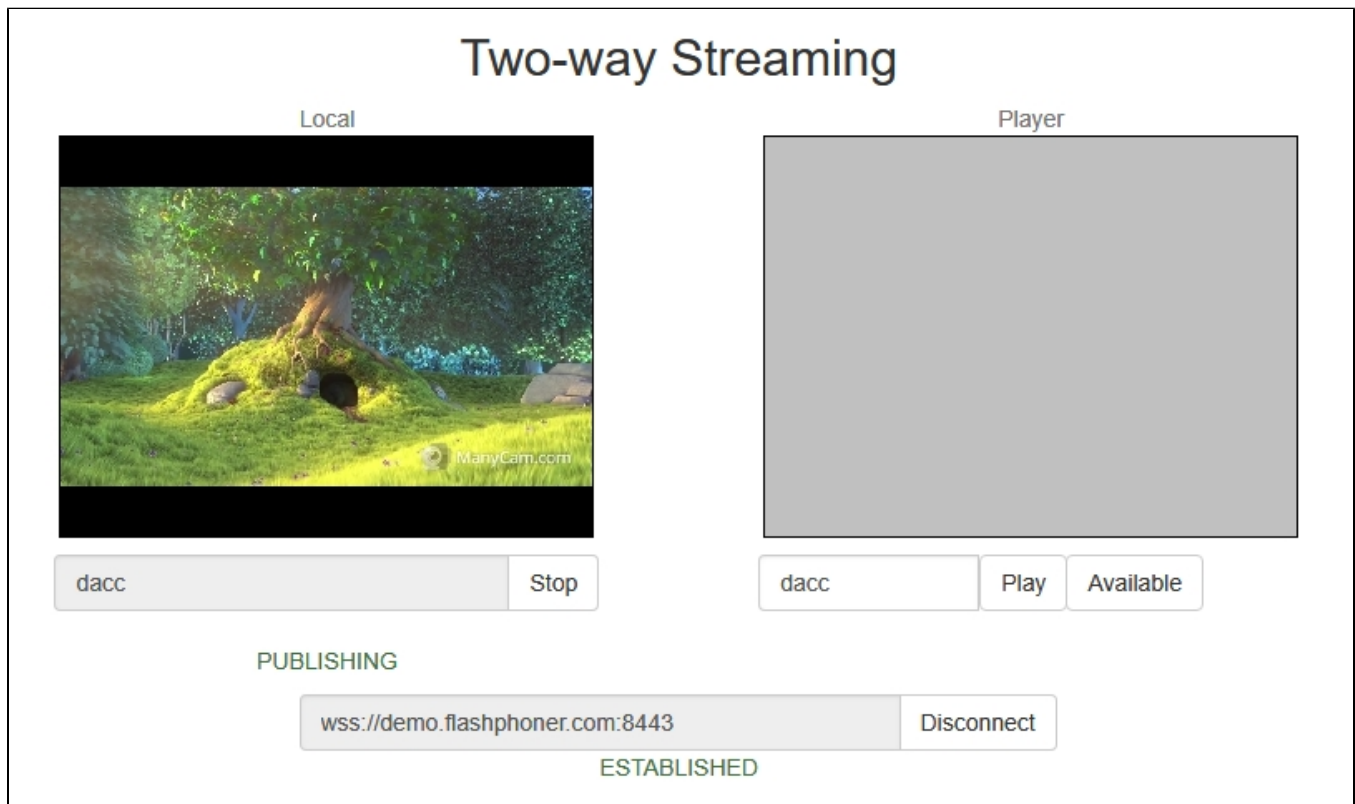 Two-way Streaming
Local
Player
ManyCam.com
dacc
Stop
dacc
Play
Available
PUBLISHING
wss://demo.flashphoner.com:8443
Disconnect
ESTABLISHED